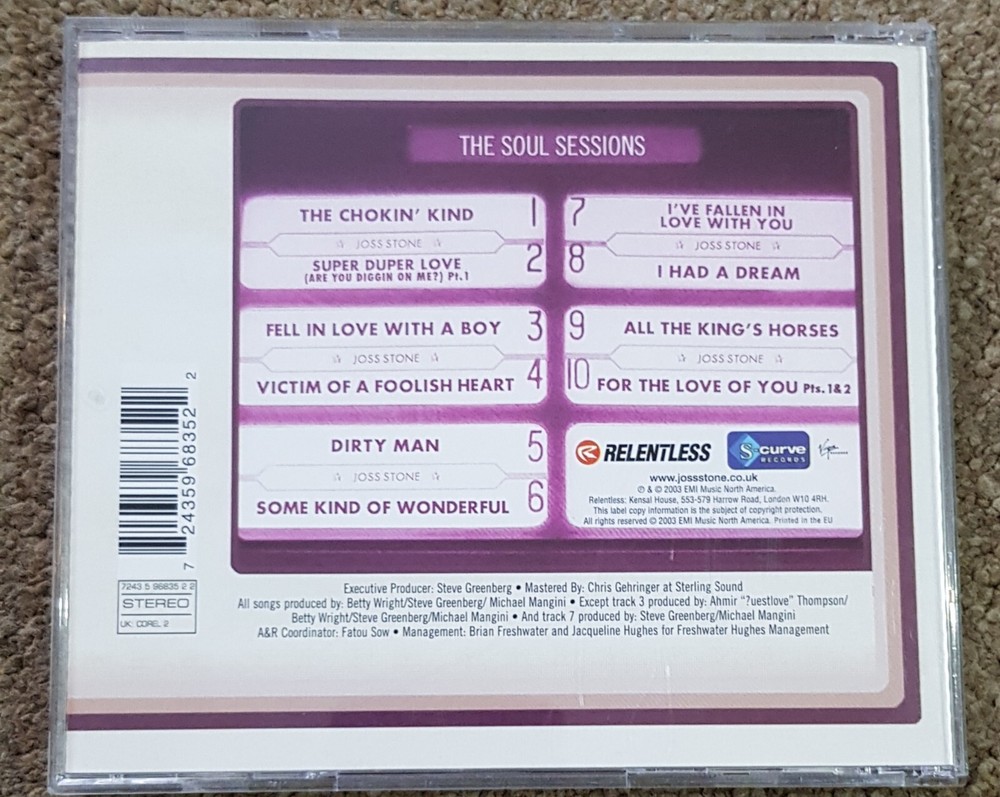 THE SOUL SESSIONS
THE CHOKIN' KIND 1
☆ JOSS STONE ☆
SUPER DUPER LOVE 2
(ARE YOU DIGGIN ON ME?) Pt.1
FELL IN LOVE WITH A BOY 3
☆ JOSS STONE ☆
VICTIM OF A FOOLISH HEART 4
DIRTY MAN 5
☆ JOSS STONE ☆
SOME KIND OF WONDERFUL 6
7 I'VE FALLEN IN
LOVE WITH YOU
☆ JOSS STONE ☆
8 I HAD A DREAM
9 ALL THE KING'S HORSES
☆ JOSS STONE ☆
10 FOR THE LOVE OF YOU Pts. 1&2
RELENTLESS
S-curve
RECORDS
Virgin
www.jossstone.co.uk
℗ & © 2003 EMI Music North America.
Relentless: Kensal House, 553-579 Harrow Road, London W10 4RH.
This label copy information is the subject of copyright protection.
All rights reserved © 2003 EMI Music North America. Printed in the EU
7 24359 68352 2
7243 5 96835 2 2
STEREO
UK: CDREL 2
Executive Producer: Steve Greenberg • Mastered By: Chris Gehringer at Sterling Sound
All songs produced by: Betty Wright/Steve Greenberg/ Michael Mangini • Except track 3 produced by: Ahmir "?uestlove" Thompson/
Betty Wright/Steve Greenberg/Michael Mangini • And track 7 produced by: Steve Greenberg/Michael Mangini
A&R Coordinator: Fatou Sow • Management: Brian Freshwater and Jacqueline Hughes for Freshwater Hughes Management